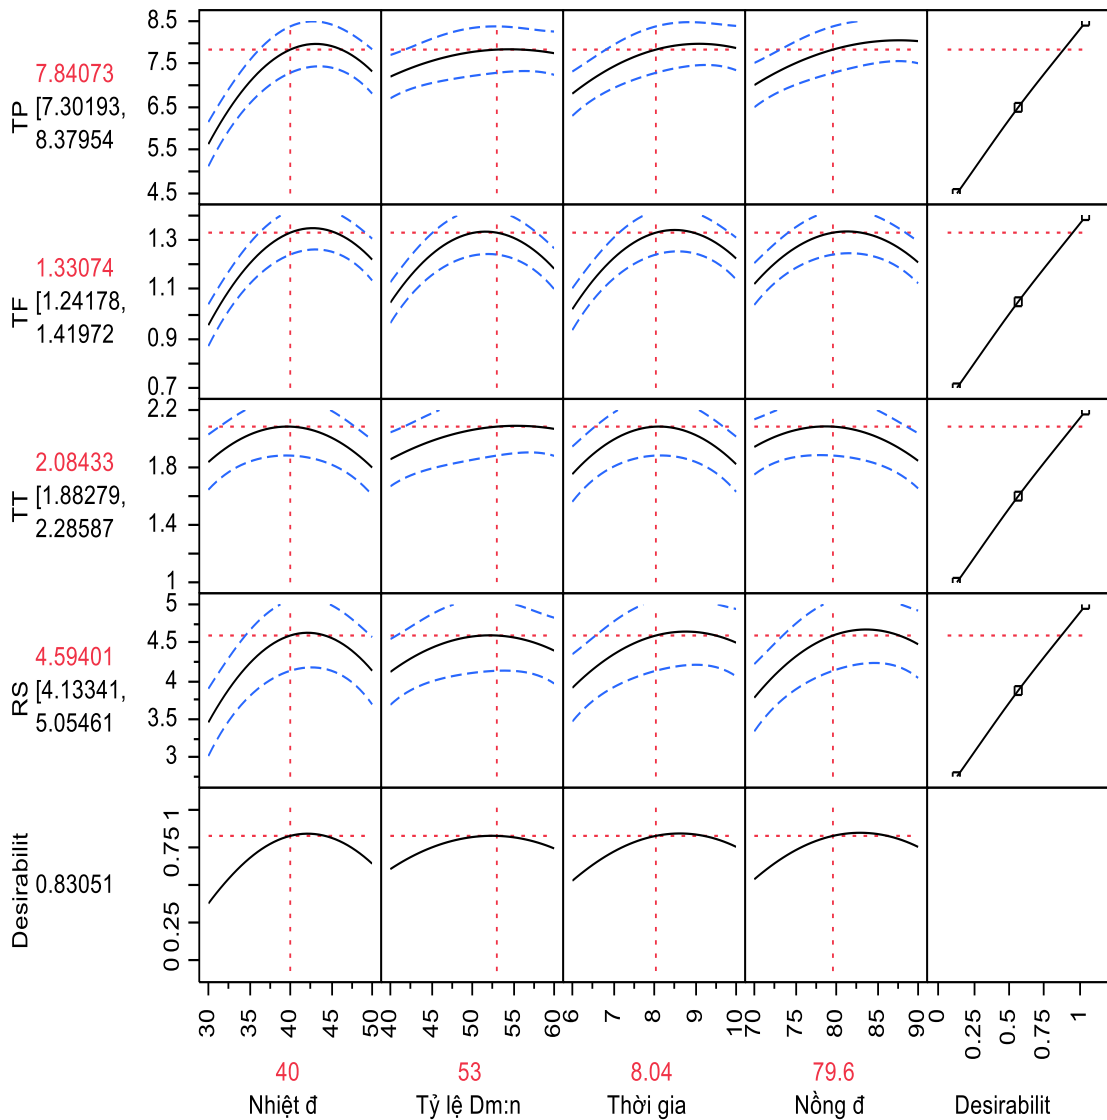 8.5
7.5
6.5
5.5
4.5
TP
7.84073
[7.30193,
8.37954
1.3
1.1
0.9
0.7
TF
1.33074
[1.24178,
1.41972
2.2
1.8
1.4
1
TT
2.08433
[1.88279,
2.28587
5
4.5
4
3.5
3
RS
4.59401
[4.13341,
5.05461
1
0.75
0.25
0
Desirabilit
0.83051
30 35 40 45 50
40 45 50 55 60
6 7 8 9 10
70 75 80 85 90
0 0.25 0.5 0.75 1
40 53 8.04 79.6
Nhiệt đ Tỷ lệ Dm:n Thời gia Nồng đ Desirabilit